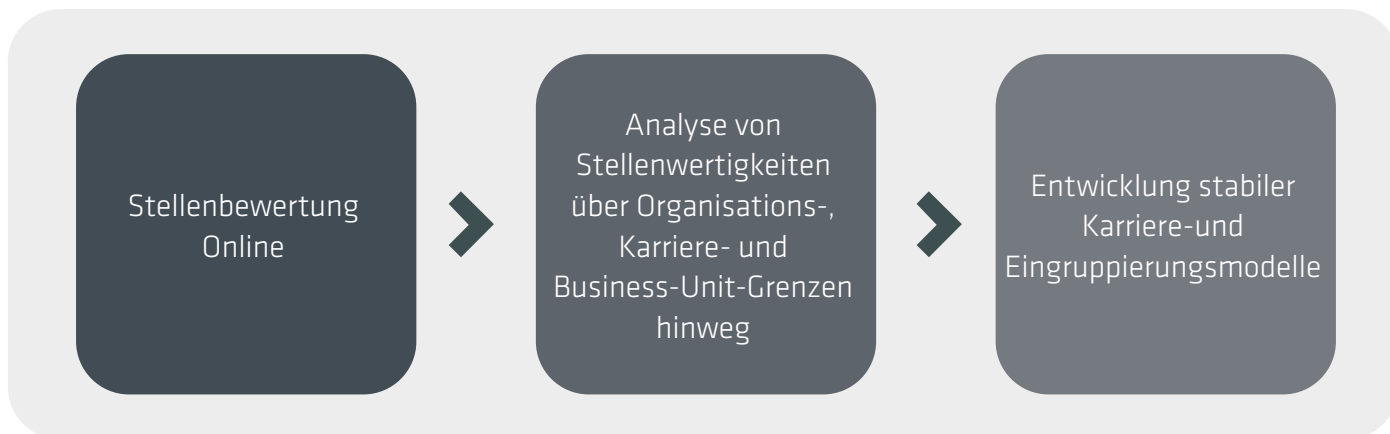 Stellenbewertung
Online
Analyse von
Stellenwertigkeiten
über Organisations-,
Karriere- und
Business-Unit-Grenzen
hinweg
Entwicklung stabiler
Karriere-und
Eingruppierungsmodelle